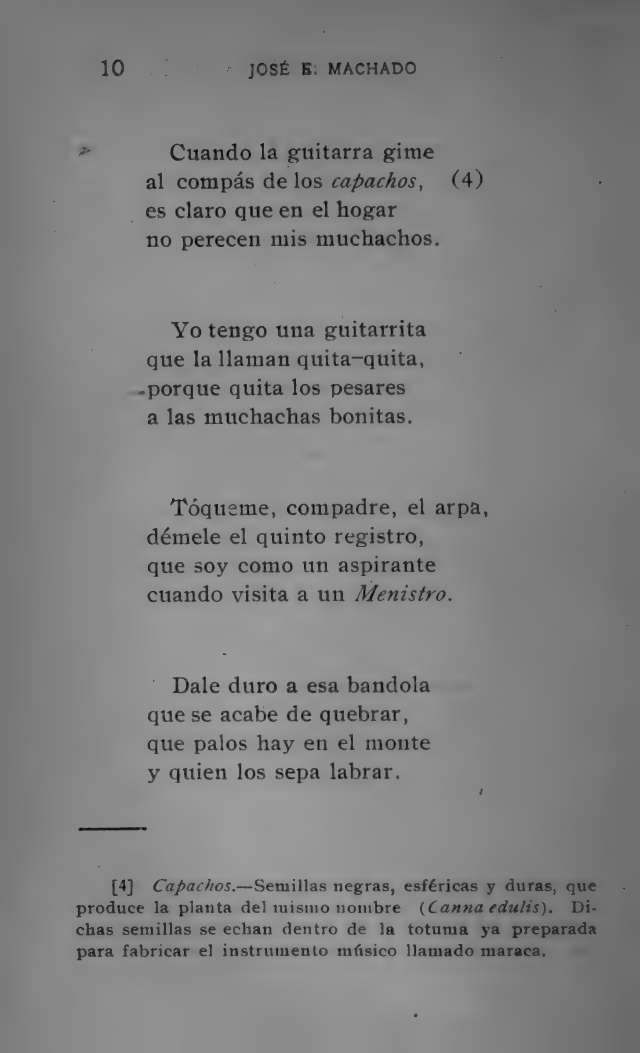 10 JOSÉ E. MACHADO
Cuando la guitarra gime
al compás de los capachos, (4)
es claro que en el hogar
no perecen mis muchachos.
Yo tengo una guitarrita
que la llaman quita-quita,
porque quita los pesares
a las muchachas bonitas.
Tóqueme, compadre, el arpa,
démele el quinto registro,
que soy como un aspirante
cuando visita a un Menistro.
Dale duro a esa bandola
que se acabe de quebrar,
que palos hay en el monte
y quien los sepa labrar.
[4] Capachos.—Semillas negras, esféricas y duras, que
produce la planta del mismo nombre (Canna edulis). Di-
chas semillas se echan dentro de la totuma ya preparada
para fabricar el instrumento músico llamado maraca.